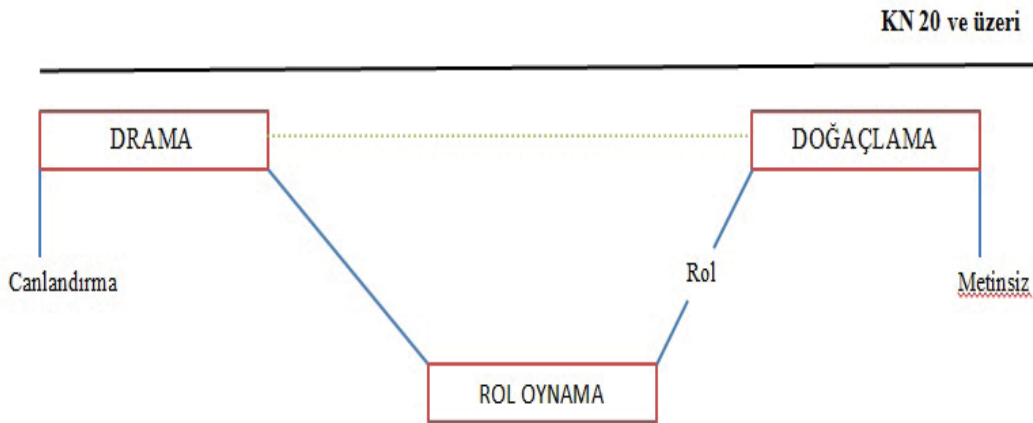 KN 20 ve üzeri
DRAMA
DOĞAÇLAMA
Canlandırma
Rol
Metinsiz
ROL OYNAMA